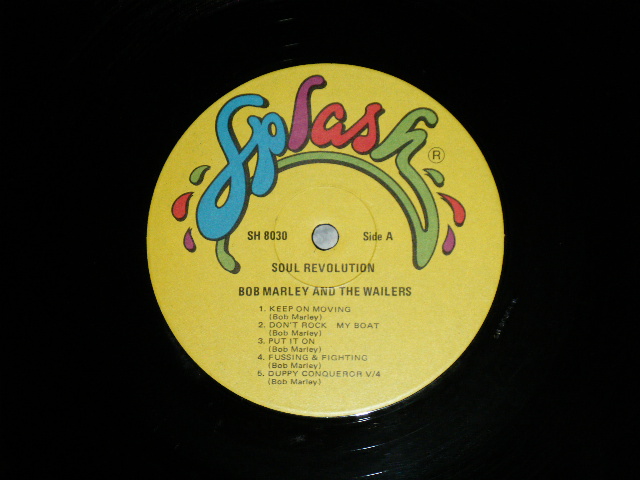 Splash
®
SH 8030 Side A
SOUL REVOLUTION
BOB MARLEY AND THE WAILERS
1. KEEP ON MOVING
(Bob Marley)
2. DON'T ROCK MY BOAT
(Bob Marley)
3. PUT IT ON
(Bob Marley)
4. FUSSING & FIGHTING
(Bob Marley)
5. DUPPY CONQUEROR V/4
(Bob Marley)